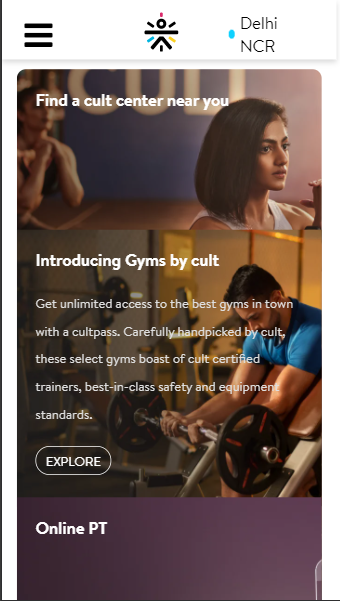 Delhi
NCR
CULT
Find a cult center near you
Introducing Gyms by cult
Get unlimited access to the best gyms in town
with a cultpass. Carefully handpicked by cult,
these select gyms boast of cult certified
trainers, best-in-class safety and equipment
standards.
EXPLORE
Online PT